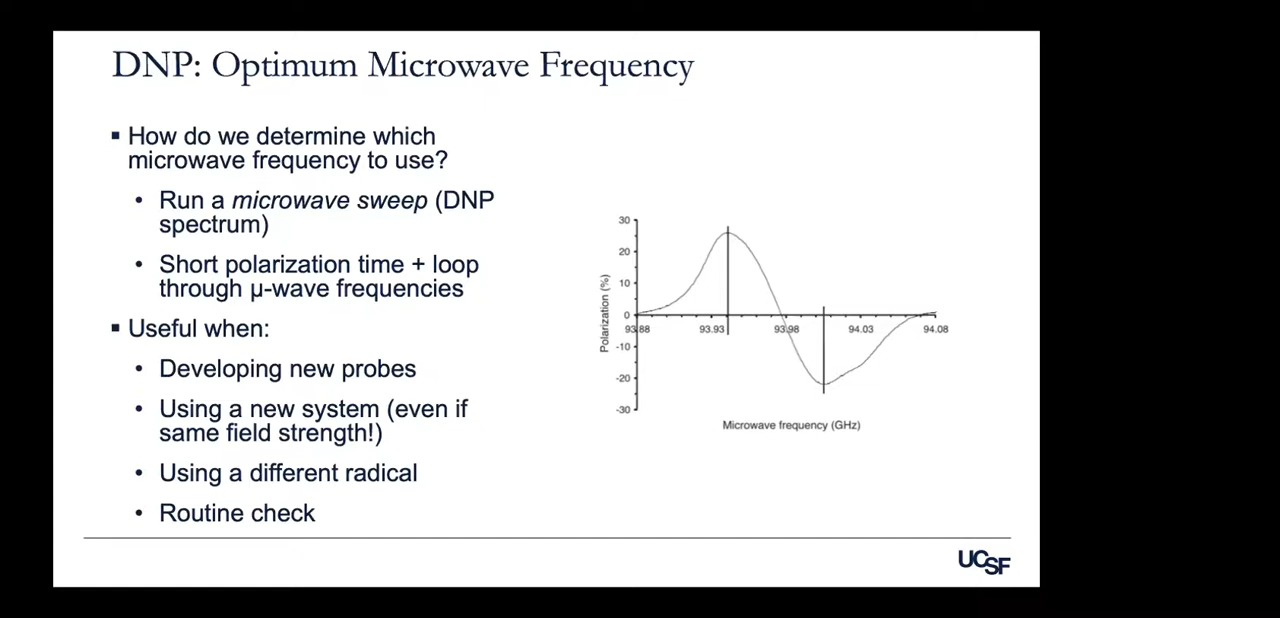 DNP: Optimum Microwave Frequency
▪ How do we determine which
microwave frequency to use?
• Run a microwave sweep (DNP
spectrum)
• Short polarization time + loop
through μ-wave frequencies
▪ Useful when:
• Developing new probes
• Using a new system (even if
same field strength!)
• Using a different radical
• Routine check
Polarization (%)
30
20
10
0
-10
-20
-30
93.88
93.93
93.98
94.03
94.08
Microwave frequency (GHz)
UCSF